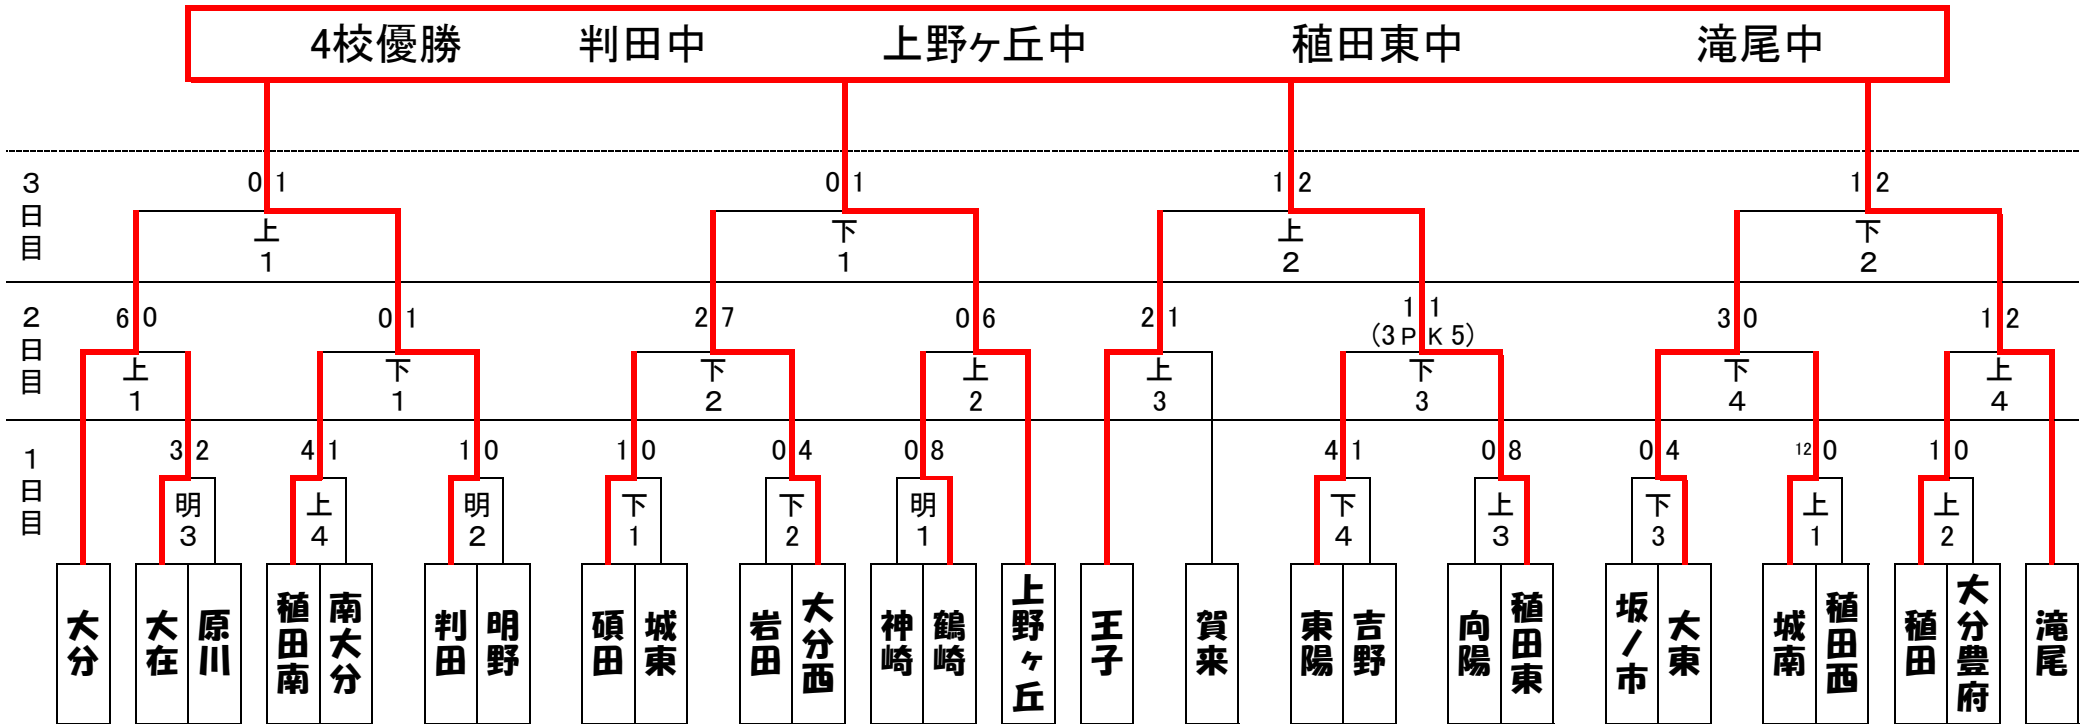 4校優勝 判田中 上野ヶ丘中 稙田東中 滝尾中
3日目
0 1 0 1 1 2 1 2
上1 下1 上2 下2
2日目
6 0 0 1 2 7 0 6 2 1 1 1 3 0 1 2
(3 P K 5)
上1 下1 下2 上2 上3 下3 下4 上4
1日目
3 2 4 1 1 0 1 0 0 4 0 8 4 1 0 8 0 4 12 0 1 0
明3 上4 明2 下1 下2 明1 下4 上3 下3 上1 上2
大分
大在
原川
稙田南
南大分
判田
明野
碩田
城東
岩田
大分西
神崎
鶴崎
上野ヶ丘
王子
賀来
東陽
吉野
向陽
稙田東
坂ノ市
大東
城南
稙田西
稙田
大分豊府
滝尾